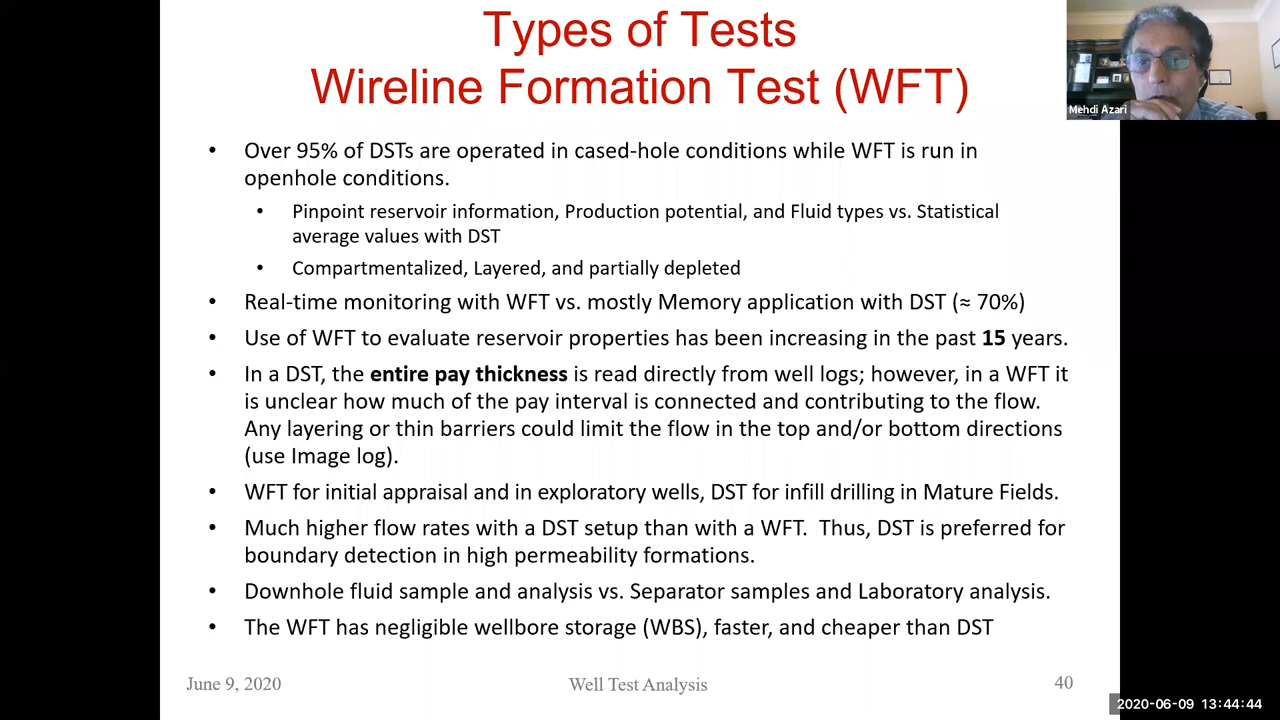 Types of Tests
Wireline Formation Test (WFT)
Mehdi Azari
• Over 95% of DSTs are operated in cased-hole conditions while WFT is run in
openhole conditions.
• Pinpoint reservoir information, Production potential, and Fluid types vs. Statistical
average values with DST
• Compartmentalized, Layered, and partially depleted
• Real-time monitoring with WFT vs. mostly Memory application with DST (≈ 70%)
• Use of WFT to evaluate reservoir properties has been increasing in the past 15 years.
• In a DST, the entire pay thickness is read directly from well logs; however, in a WFT it
is unclear how much of the pay interval is connected and contributing to the flow.
Any layering or thin barriers could limit the flow in the top and/or bottom directions
(use Image log).
• WFT for initial appraisal and in exploratory wells, DST for infill drilling in Mature Fields.
• Much higher flow rates with a DST setup than with a WFT. Thus, DST is preferred for
boundary detection in high permeability formations.
• Downhole fluid sample and analysis vs. Separator samples and Laboratory analysis.
• The WFT has negligible wellbore storage (WBS), faster, and cheaper than DST
June 9, 2020
Well Test Analysis
40
2020-06-09 13:44:44